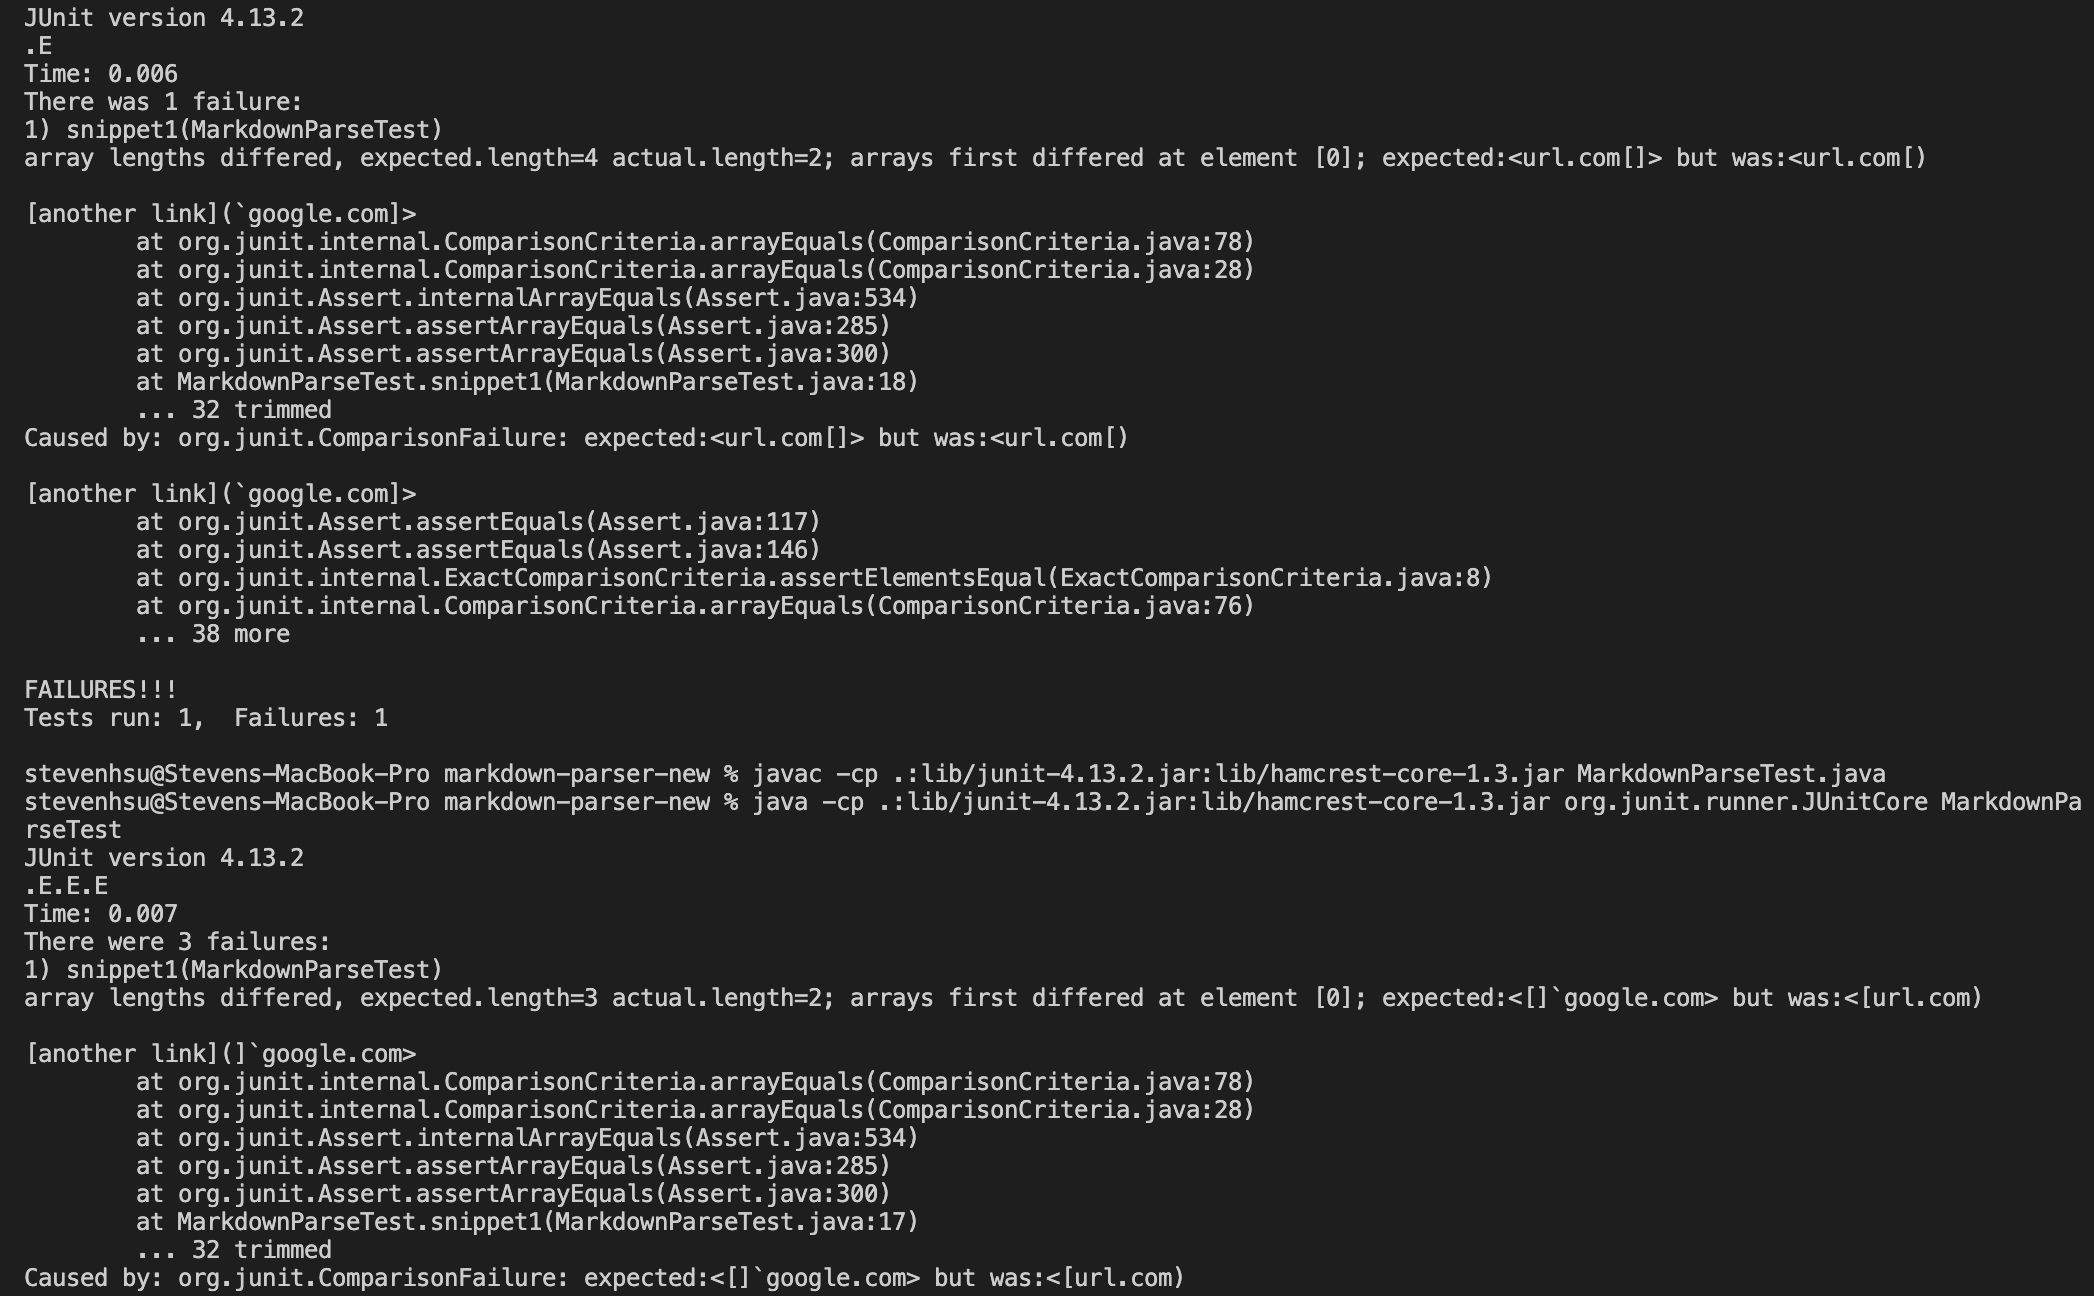 JUnit version 4.13.2
.E
Time: 0.006
There was 1 failure:
1) snippet1(MarkdownParseTest)
array lengths differed, expected.length=4 actual.length=2; arrays first differed at element [0]; expected:<url.com[]> but was:<url.com[)

[another link](`google.com]>
        at org.junit.internal.ComparisonCriteria.arrayEquals(ComparisonCriteria.java:78)
        at org.junit.internal.ComparisonCriteria.arrayEquals(ComparisonCriteria.java:28)
        at org.junit.Assert.internalArrayEquals(Assert.java:534)
        at org.junit.Assert.assertArrayEquals(Assert.java:285)
        at org.junit.Assert.assertArrayEquals(Assert.java:300)
        at MarkdownParseTest.snippet1(MarkdownParseTest.java:18)
        ... 32 trimmed
Caused by: org.junit.ComparisonFailure: expected:<url.com[]> but was:<url.com[)

[another link](`google.com]>
        at org.junit.Assert.assertEquals(Assert.java:117)
        at org.junit.Assert.assertEquals(Assert.java:146)
        at org.junit.internal.ExactComparisonCriteria.assertElementsEqual(ExactComparisonCriteria.java:8)
        at org.junit.internal.ComparisonCriteria.arrayEquals(ComparisonCriteria.java:76)
        ... 38 more

FAILURES!!!
Tests run: 1,  Failures: 1

stevenhsu@Stevens-MacBook-Pro markdown-parser-new % javac -cp .:lib/junit-4.13.2.jar:lib/hamcrest-core-1.3.jar MarkdownParseTest.java
stevenhsu@Stevens-MacBook-Pro markdown-parser-new % java -cp .:lib/junit-4.13.2.jar:lib/hamcrest-core-1.3.jar org.junit.runner.JUnitCore MarkdownPa
rseTest
JUnit version 4.13.2
.E.E.E
Time: 0.007
There were 3 failures:
1) snippet1(MarkdownParseTest)
array lengths differed, expected.length=3 actual.length=2; arrays first differed at element [0]; expected:<[]`google.com> but was:<[url.com)

[another link](]`google.com>
        at org.junit.internal.ComparisonCriteria.arrayEquals(ComparisonCriteria.java:78)
        at org.junit.internal.ComparisonCriteria.arrayEquals(ComparisonCriteria.java:28)
        at org.junit.Assert.internalArrayEquals(Assert.java:534)
        at org.junit.Assert.assertArrayEquals(Assert.java:285)
        at org.junit.Assert.assertArrayEquals(Assert.java:300)
        at MarkdownParseTest.snippet1(MarkdownParseTest.java:17)
        ... 32 trimmed
Caused by: org.junit.ComparisonFailure: expected:<[]`google.com> but was:<[url.com)